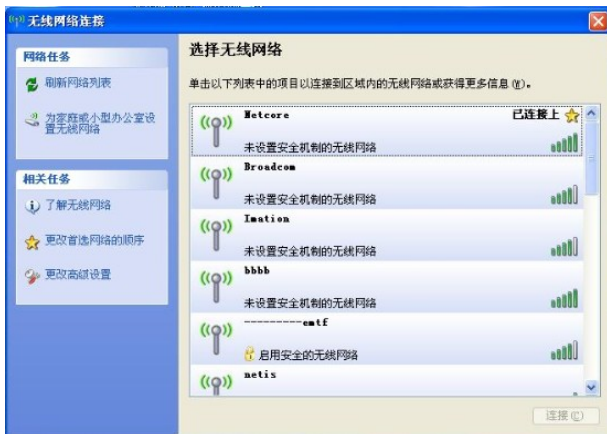 无线网络连接
网络任务
刷新网络列表
为家庭或小型办公室设
置无线网络
相关任务
了解无线网络
更改首选网络的顺序
更改高级设置
选择无线网络
单击以下列表中的项目以连接到区域内的无线网络或获得更多信息(W)。
Netcore 已连接上
未设置安全机制的无线网络
Broadcom
未设置安全机制的无线网络
Imation
未设置安全机制的无线网络
bbbb
未设置安全机制的无线网络
---------emtf
启用安全的无线网络
netis
连接(C)